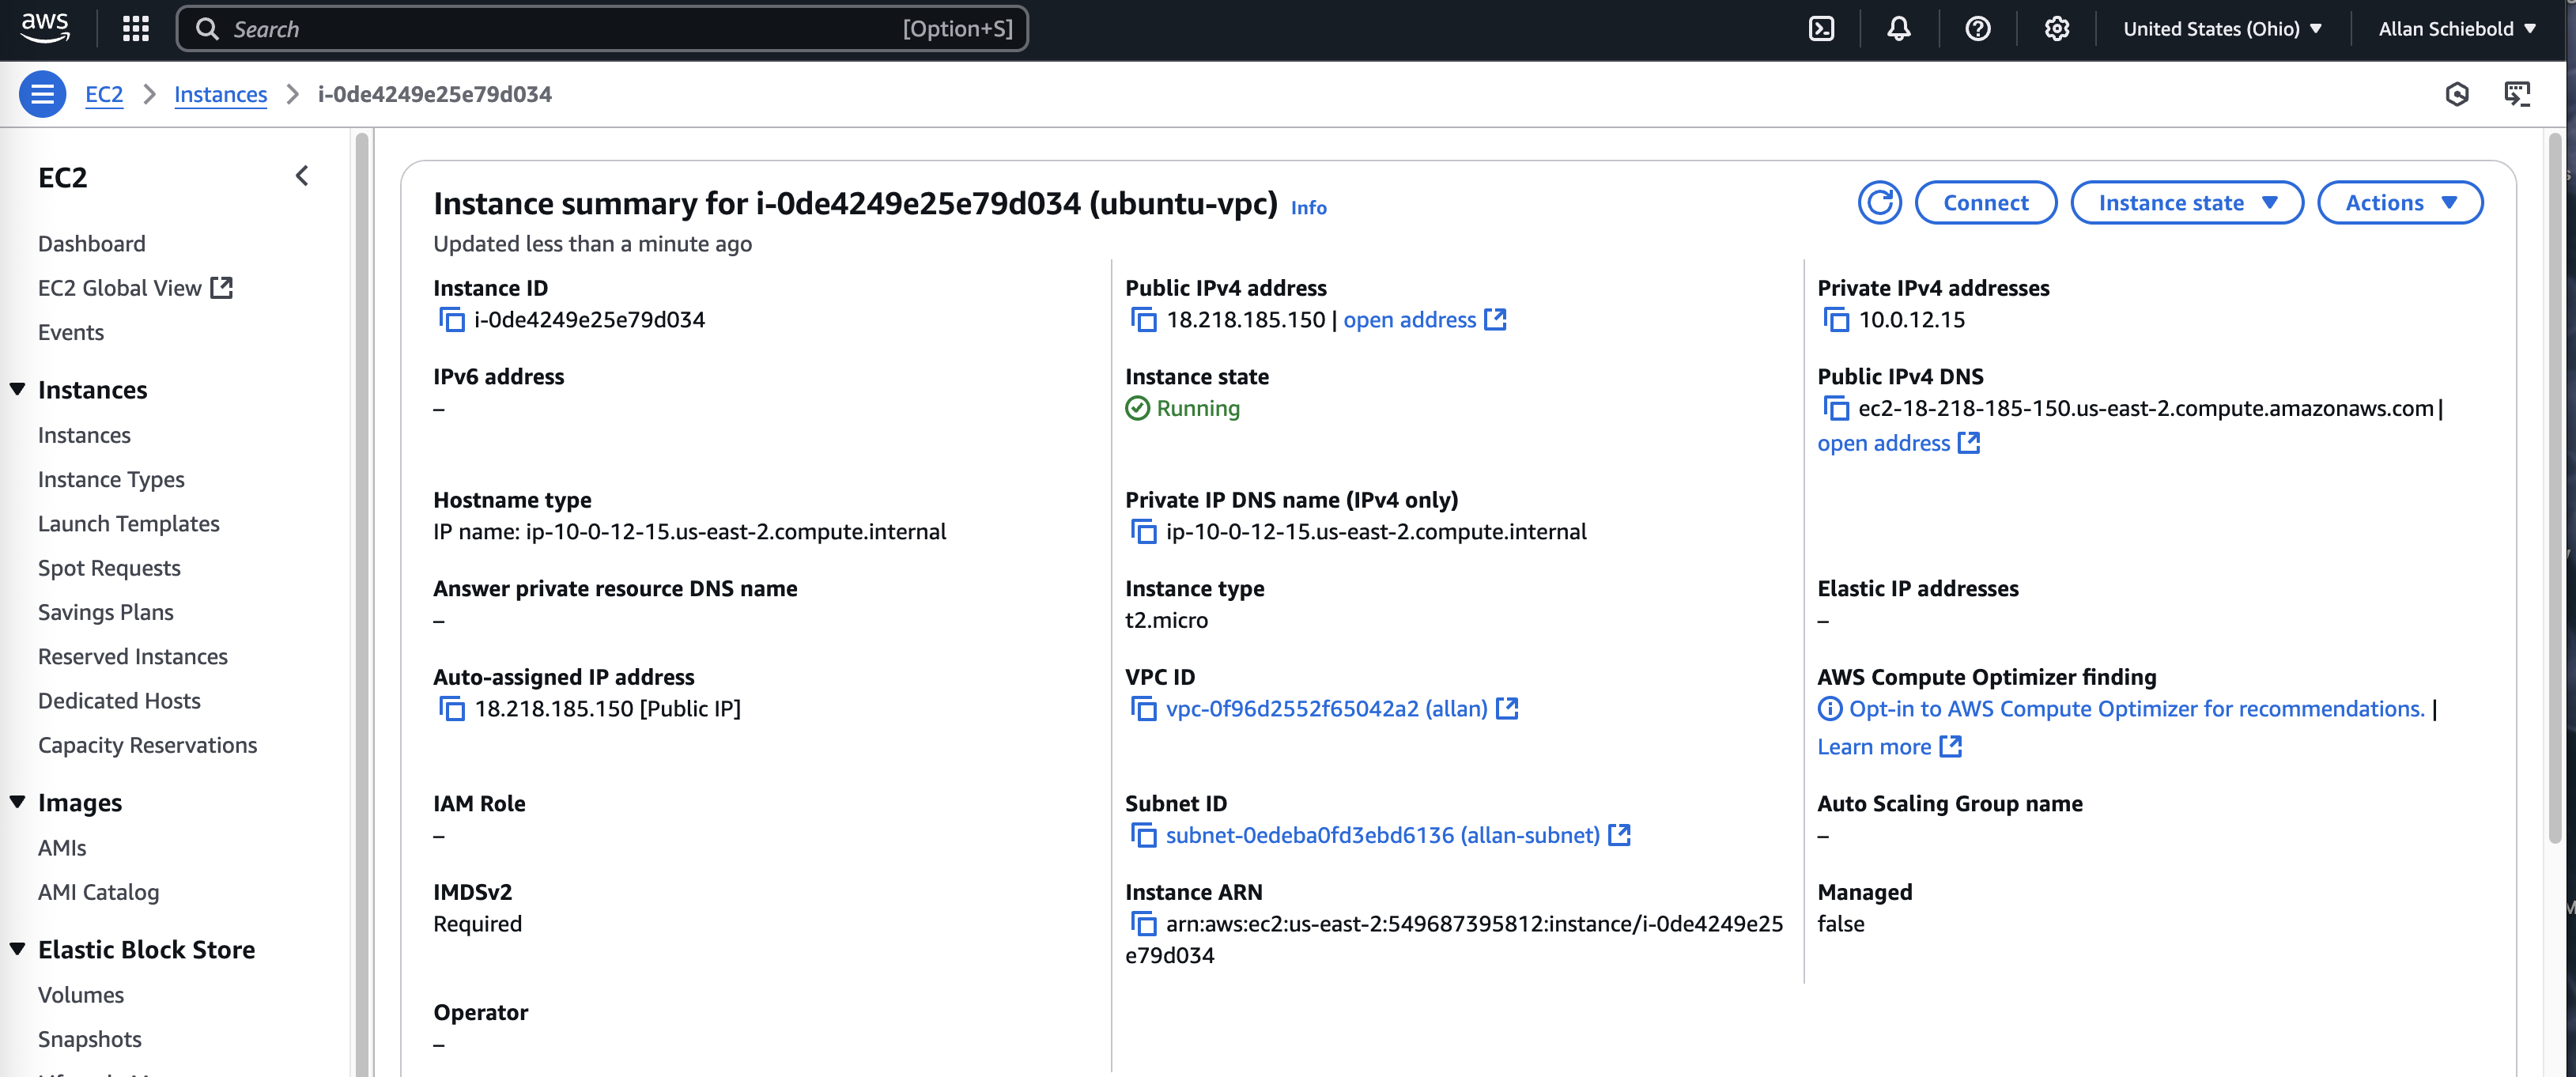 aws
Search [Option+S]
United States (Ohio)
Allan Schiebold
EC2
Instances
i-0de4249e25e79d034
EC2
Dashboard
EC2 Global View
Events
Instances
Instances
Instance Types
Launch Templates
Spot Requests
Savings Plans
Reserved Instances
Dedicated Hosts
Capacity Reservations
Images
AMIs
AMI Catalog
Elastic Block Store
Volumes
Snapshots
Instance summary for i-0de4249e25e79d034 (ubuntu-vpc) Info
Updated less than a minute ago
Connect
Instance state
Actions
Instance ID
i-0de4249e25e79d034
Public IPv4 address
18.218.185.150 | open address
Private IPv4 addresses
10.0.12.15
IPv6 address
–
Instance state
Running
Public IPv4 DNS
ec2-18-218-185-150.us-east-2.compute.amazonaws.com |
open address
Hostname type
IP name: ip-10-0-12-15.us-east-2.compute.internal
Private IP DNS name (IPv4 only)
ip-10-0-12-15.us-east-2.compute.internal
Answer private resource DNS name
–
Instance type
t2.micro
Elastic IP addresses
–
Auto-assigned IP address
18.218.185.150 [Public IP]
VPC ID
vpc-0f96d2552f65042a2 (allan)
AWS Compute Optimizer finding
Opt-in to AWS Compute Optimizer for recommendations. |
Learn more
IAM Role
–
Subnet ID
subnet-0edeba0fd3ebd6136 (allan-subnet)
Auto Scaling Group name
–
IMDSv2
Required
Instance ARN
arn:aws:ec2:us-east-2:549687395812:instance/i-0de4249e25
e79d034
Managed
false
Operator
–